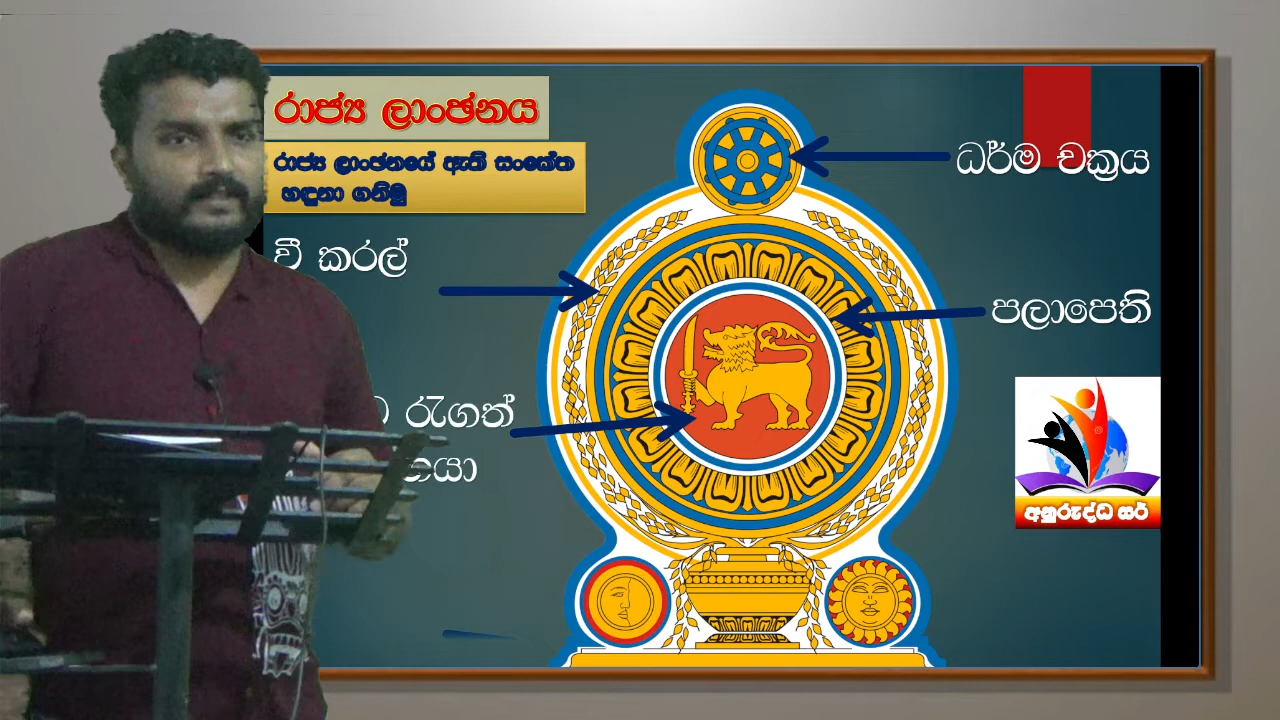 රාජ්‍ය ලාංඡනය
රාජ්‍ය ලාංඡනයේ ඇති සංකේත
හඳුනා ගනිමු
ධර්ම චක්‍රය
වී කරල්
පලාපෙති
රැගත්
අනුරුද්ධ සර්